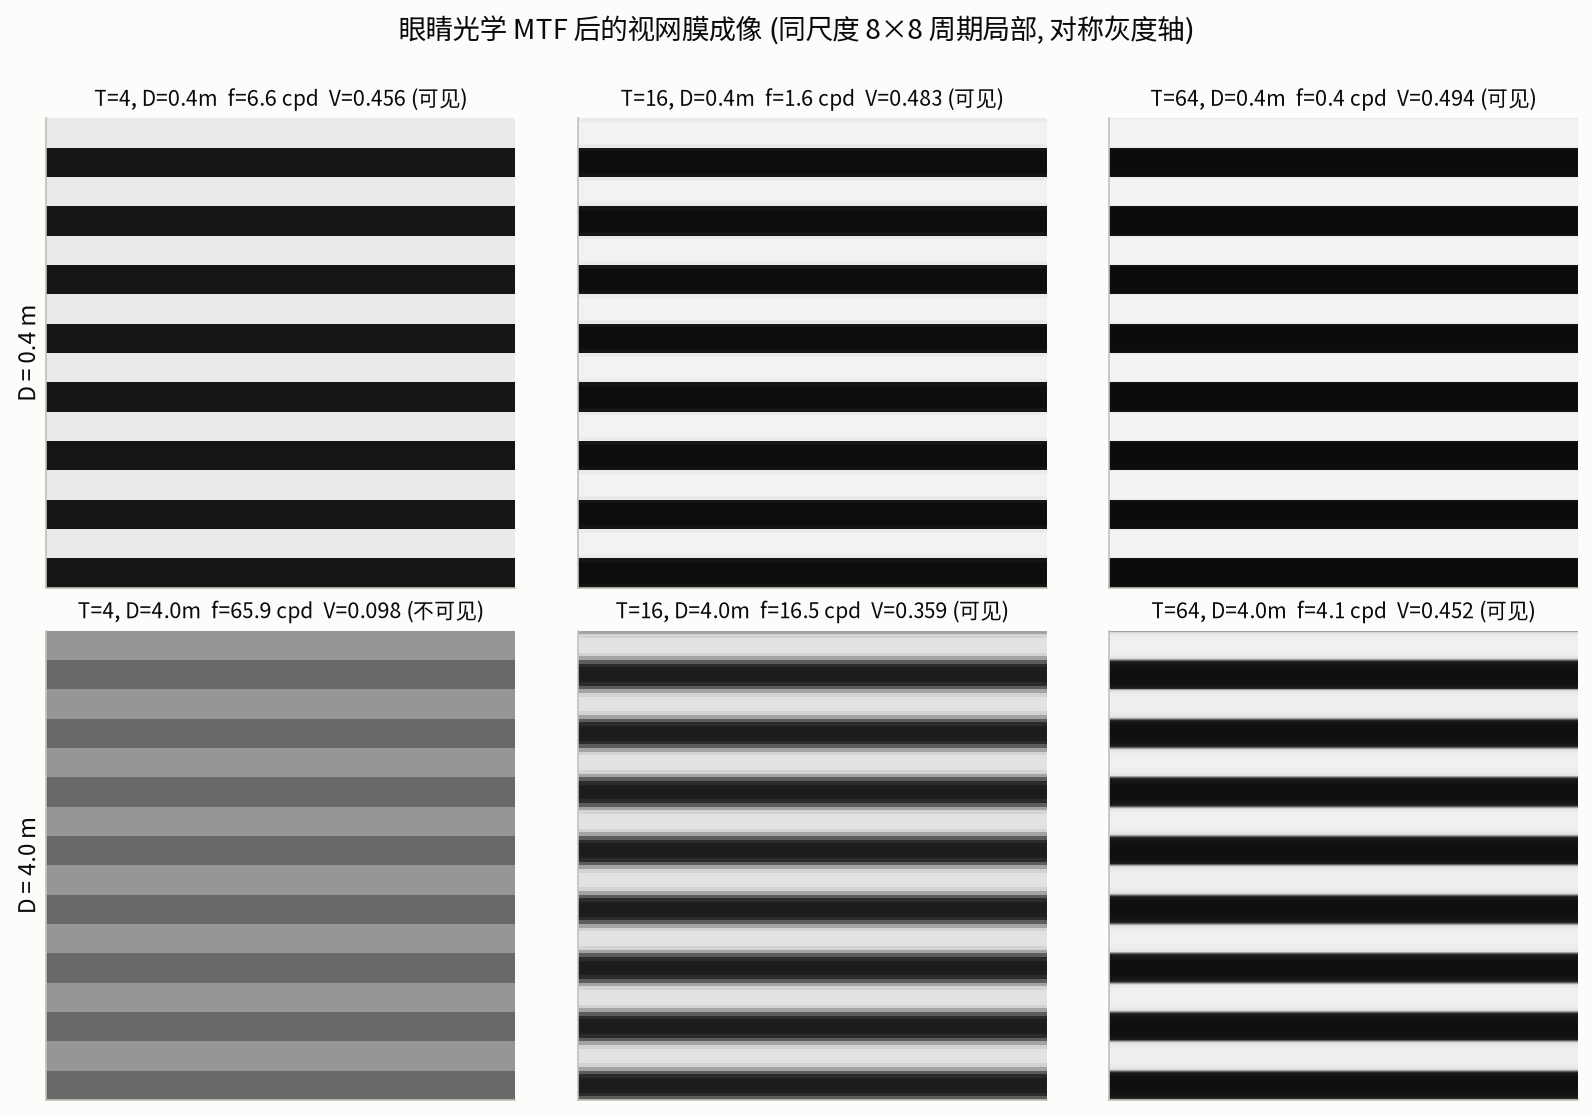 眼睛光学 MTF 后的视网膜成像 (同尺度 8×8 周期局部, 对称灰度轴)
T=4, D=0.4m  f=6.6 cpd  V=0.456 (可见)
T=16, D=0.4m  f=1.6 cpd  V=0.483 (可见)
T=64, D=0.4m  f=0.4 cpd  V=0.494 (可见)
D = 0.4 m
T=4, D=4.0m  f=65.9 cpd  V=0.098 (不可见)
T=16, D=4.0m  f=16.5 cpd  V=0.359 (可见)
T=64, D=4.0m  f=4.1 cpd  V=0.452 (可见)
D = 4.0 m